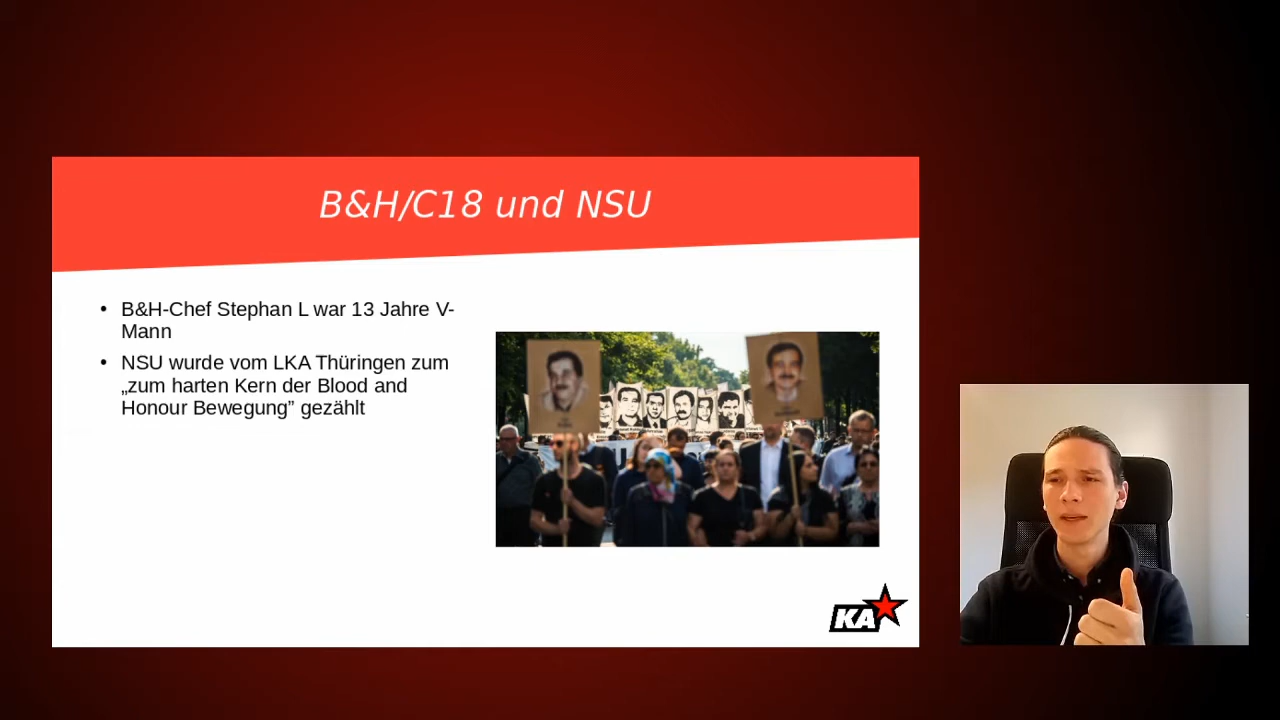 B&H/C18 und NSU
• B&H-Chef Stephan L war 13 Jahre V-
Mann
• NSU wurde vom LKA Thüringen zum
„zum harten Kern der Blood and
Honour Bewegung” gezählt
KA